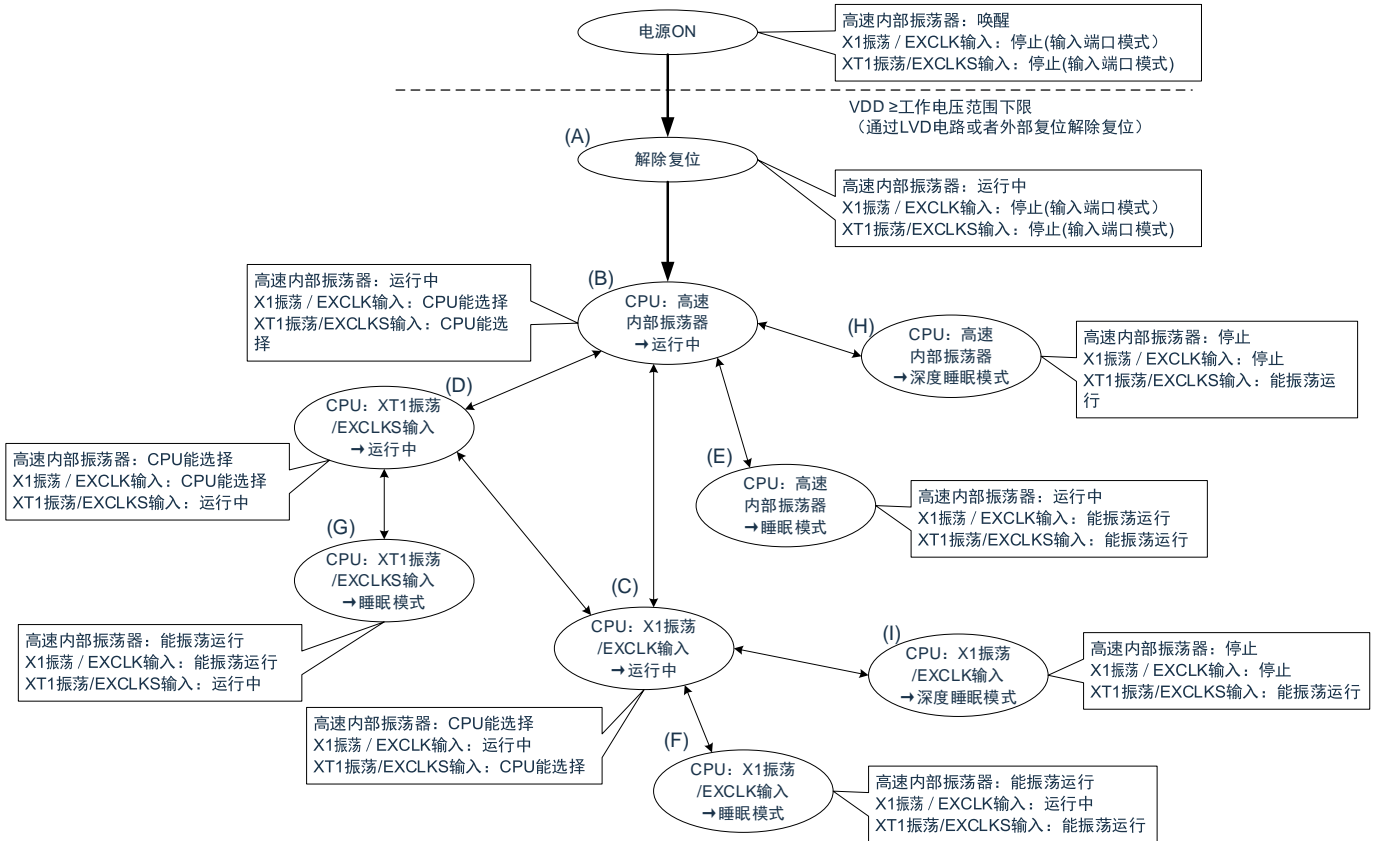 电源ON
高速内部振荡器：唤醒
X1振荡 / EXCLK输入：停止(输入端口模式）
XT1振荡/EXCLKS输入：停止(输入端口模式)
VDD ≥工作电压范围下限
（通过LVD电路或者外部复位解除复位）
(A)
解除复位
高速内部振荡器：运行中
X1振荡 / EXCLK输入：停止(输入端口模式）
XT1振荡/EXCLKS输入：停止(输入端口模式)
(B)
CPU：高速
内部振荡器
→运行中
高速内部振荡器：运行中
X1振荡 / EXCLK输入：CPU能选择
XT1振荡/EXCLKS输入：CPU能选
择
(H)
CPU：高速
内部振荡器
→深度睡眠模式
高速内部振荡器：停止
X1振荡 / EXCLK输入：停止
XT1振荡/EXCLKS输入：能振荡运
行
(D)
CPU：XT1振荡
/EXCLKS输入
→运行中
高速内部振荡器：CPU能选择
X1振荡 / EXCLK输入：CPU能选择
XT1振荡/EXCLKS输入：运行中
(E)
CPU：高速
内部振荡器
→睡眠模式
高速内部振荡器：运行中
X1振荡 / EXCLK输入：能振荡运行
XT1振荡/EXCLKS输入：能振荡运行
(G)
CPU：XT1振荡
/EXCLKS输入
→睡眠模式
高速内部振荡器：能振荡运行
X1振荡 / EXCLK输入：能振荡运行
XT1振荡/EXCLKS输入：运行中
(C)
CPU：X1振荡
/EXCLK输入
→运行中
高速内部振荡器：CPU能选择
X1振荡 / EXCLK输入：运行中
XT1振荡/EXCLKS输入：CPU能选择
(I)
CPU：X1振荡
/EXCLK输入
→深度睡眠模式
高速内部振荡器：停止
X1振荡 / EXCLK输入：停止
XT1振荡/EXCLKS输入：能振荡运行
(F)
CPU：X1振荡
/EXCLK输入
→睡眠模式
高速内部振荡器：能振荡运行
X1振荡 / EXCLK输入：运行中
XT1振荡/EXCLKS输入：能振荡运行